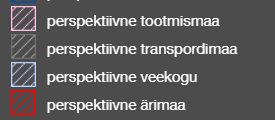 perspektiivne tootmismaa
perspektiivne transpordimaa
perspektiivne veekogu
perspektiivne ärimaa